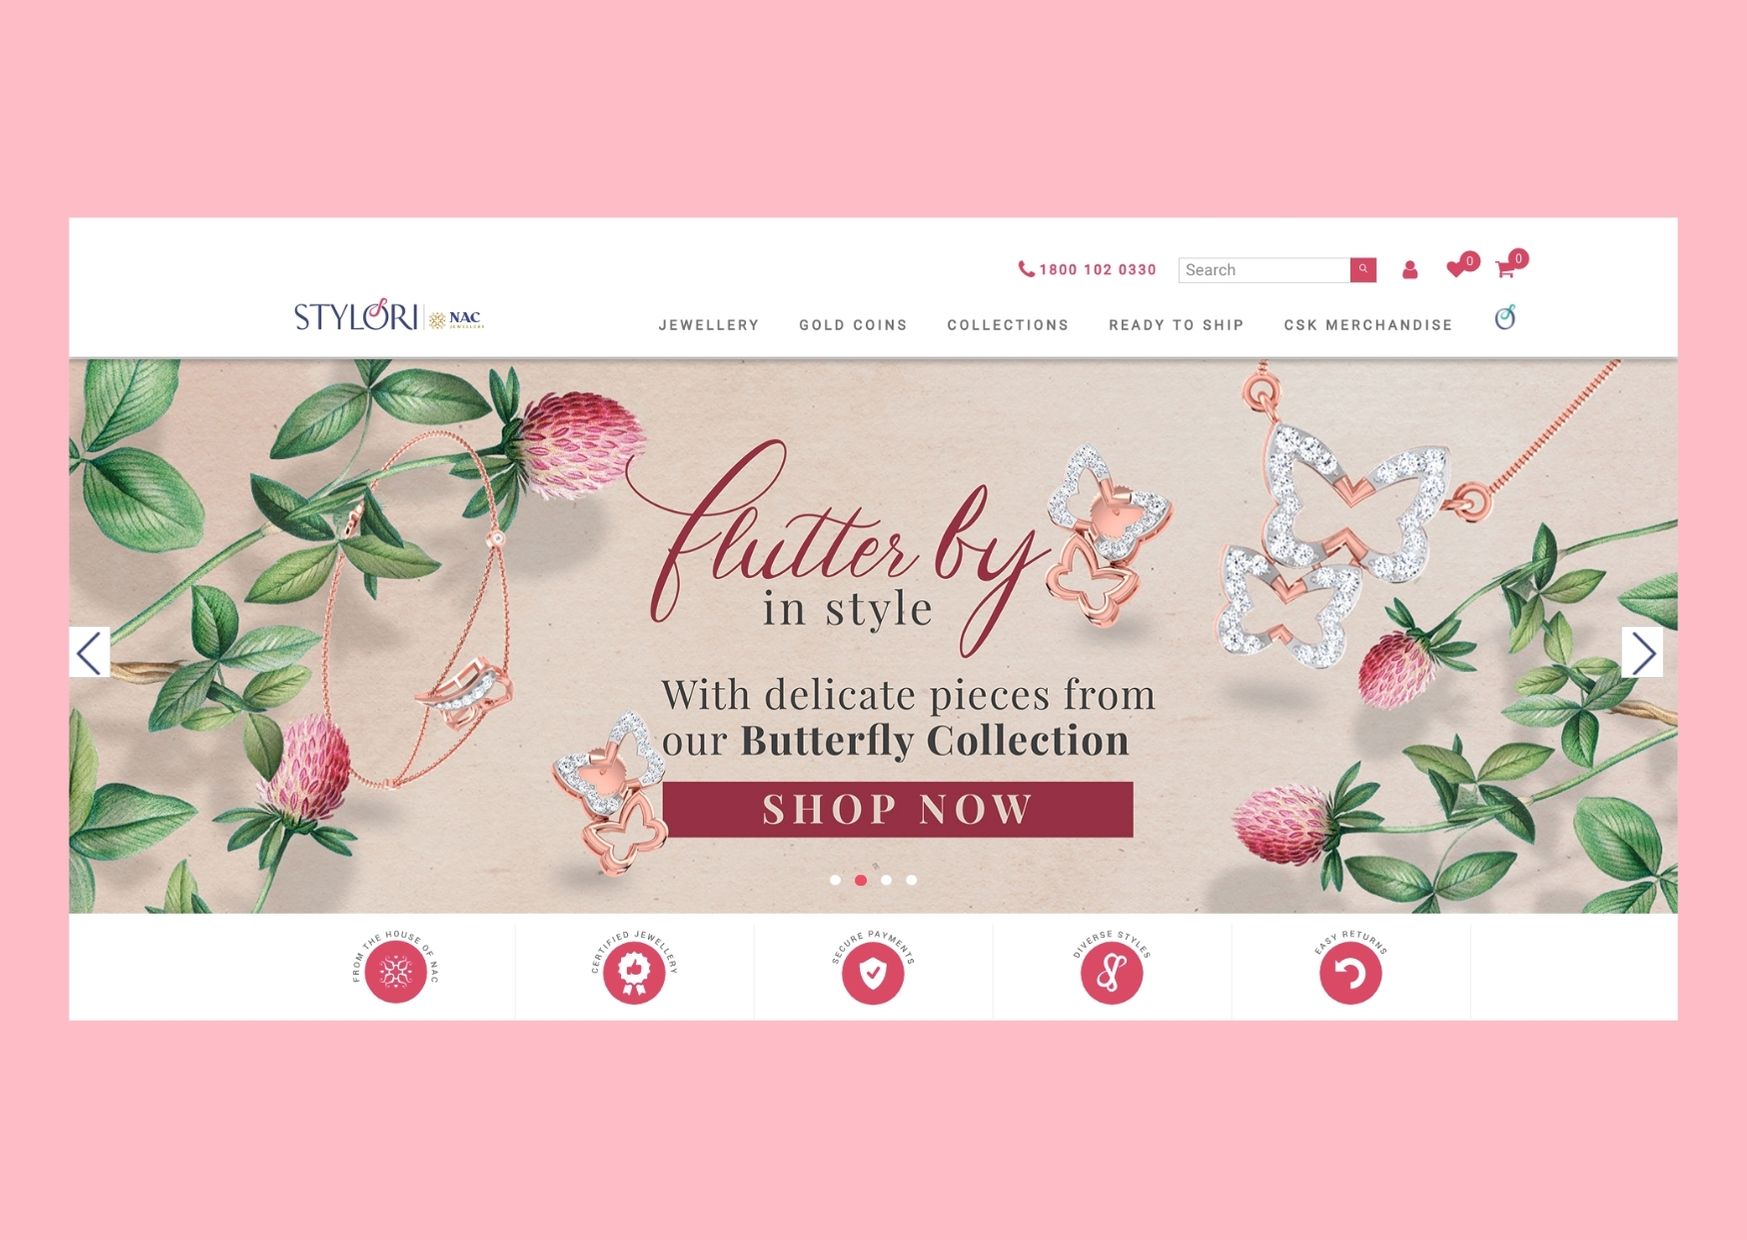 1800 102 0330
Search
0
0
STYLORI
NAC
JEWELLERS
JEWELLERY
GOLD COINS
COLLECTIONS
READY TO SHIP
CSK MERCHANDISE
flutter by
in style
With delicate pieces from
our Butterfly Collection
SHOP NOW
FROM THE HOUSE OF NAC
CERTIFIED JEWELLERY
SECURE PAYMENTS
DIVERSE STYLES
EASY RETURNS